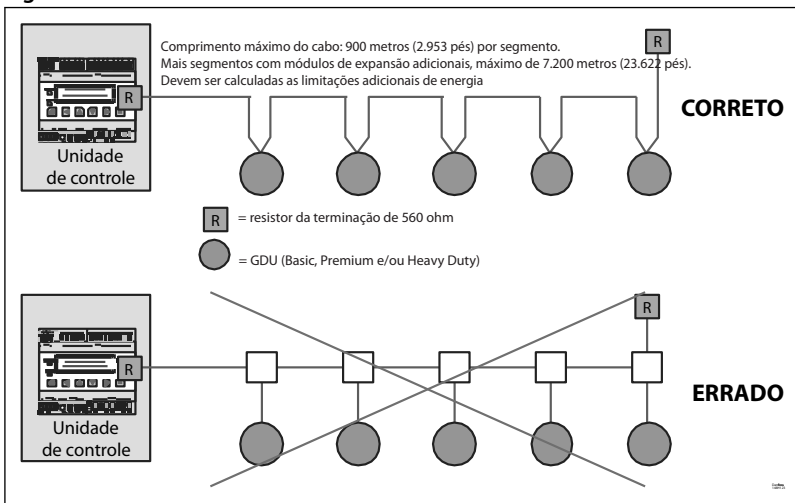 Comprimento máximo do cabo: 900 metros (2.953 pés) por segmento.
R
Mais segmentos com módulos de expansão adicionais, máximo de 7.200 metros (23.622 pés).
Devem ser calculadas as limitações adicionais de energia
R
CORRETO
Unidade
de controle
R = resistor da terminação de 560 ohm
= GDU (Basic, Premium e/ou Heavy Duty)
R
R
ERRADO
Unidade
de controle